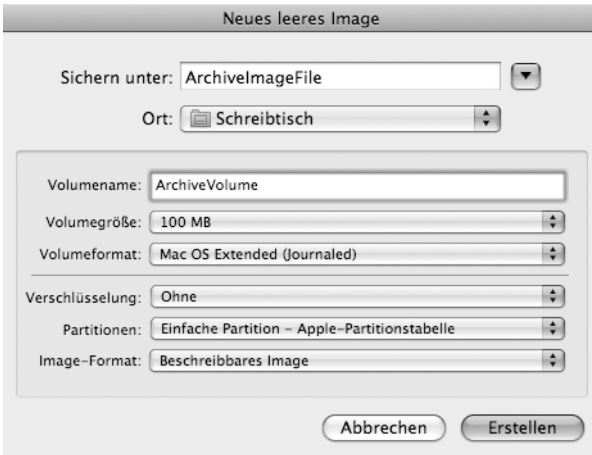 Neues leeres Image
Sichern unter: ArchiveImageFile
Ort: Schreibtisch
Volumename: ArchiveVolume
Volumegröße: 100 MB
Volumeformat: Mac OS Extended (Journaled)
Verschlüsselung: Ohne
Partitionen: Einfache Partition – Apple-Partitionstabelle
Image-Format: Beschreibbares Image
Abbrechen Erstellen